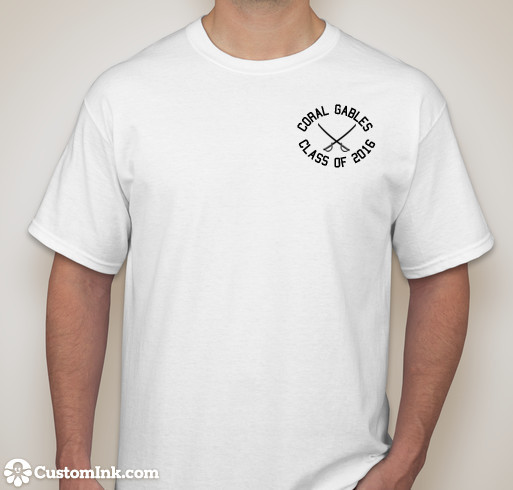 CORAL GABLES
CLASS OF 2016
CustomInk.com